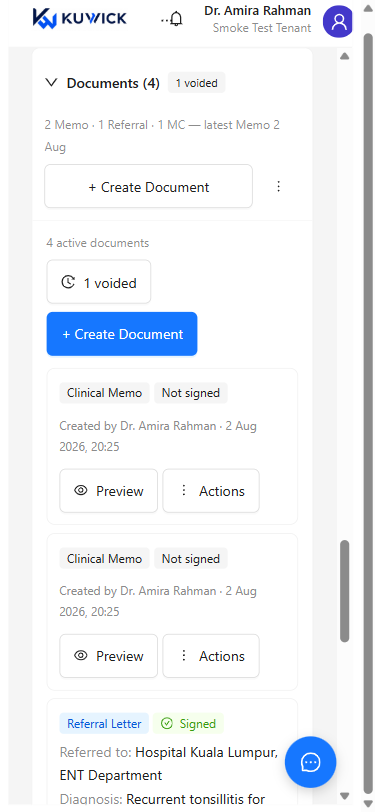 KUWICK
Dr. Amira Rahman
Smoke Test Tenant
Documents (4) 1 voided
2 Memo · 1 Referral · 1 MC — latest Memo 2
Aug
+ Create Document
4 active documents
1 voided
+ Create Document
Clinical Memo Not signed
Created by Dr. Amira Rahman · 2 Aug
2026, 20:25
Preview Actions
Clinical Memo Not signed
Created by Dr. Amira Rahman · 2 Aug
2026, 20:25
Preview Actions
Referral Letter Signed
Referred to: Hospital Kuala Lumpur,
ENT Department
Diagnosis: Recurrent tonsillitis for